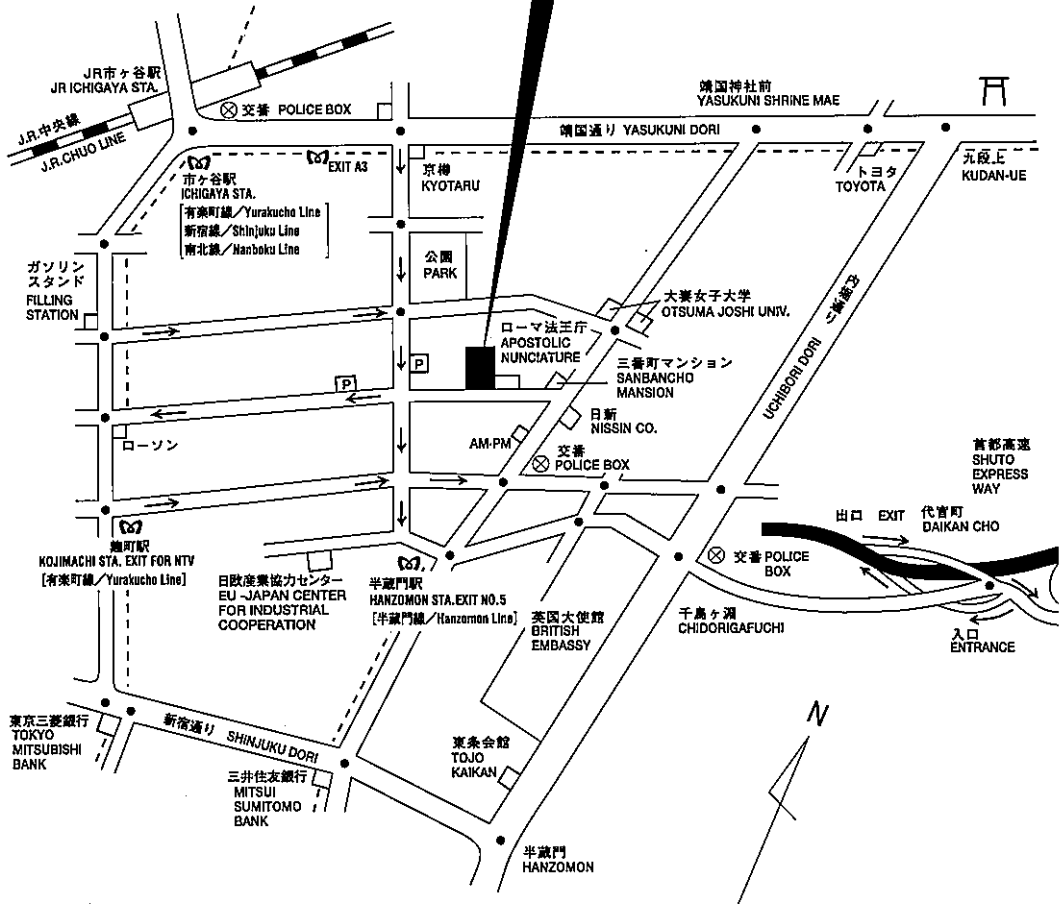 JR市ヶ谷駅
JR ICHIGAYA STA.
交番 POLICE BOX
J.R.中央線
J.R.CHUO LINE
靖国神社前
YASUKUNI SHRINE MAE
靖国通り YASUKUNI DORI
市ヶ谷駅
ICHIGAYA STA.
有楽町線/Yurakucho Line
新宿線/Shinjuku Line
南北線/Nanboku Line
EXIT A3
京樽
KYOTARU
トヨタ
TOYOTA
九段上
KUDAN-UE
ガソリン
スタンド
FILLING
STATION
公園
PARK
大妻女子大学
OTSUMA JOSHI UNIV.
内堀通り
UCHIBORI DORI
ローマ法王庁
APOSTOLIC
NUNCIATURE
P
P
三番町マンション
SANBANCHO
MANSION
日新
NISSIN CO.
ローソン
AM·PM
交番
POLICE BOX
首都高速
SHUTO
EXPRESS
WAY
出口 EXIT
代官町
DAIKAN CHO
麹町駅
KOJIMACHI STA. EXIT FOR NTV
[有楽町線/Yurakucho Line]
日欧産業協力センター
EU -JAPAN CENTER
FOR INDUSTRIAL
COOPERATION
半蔵門駅
HANZOMON STA.EXIT NO.5
[半蔵門線/Hanzomon Line]
英国大使館
BRITISH
EMBASSY
交番 POLICE
BOX
千鳥ヶ淵
CHIDORIGAFUCHI
入口
ENTRANCE
東京三菱銀行
TOKYO
MITSUBISHI
BANK
新宿通り SHINJUKU DORI
三井住友銀行
MITSUI
SUMITOMO
BANK
東条会館
TOJO
KAIKAN
半蔵門
HANZOMON
N